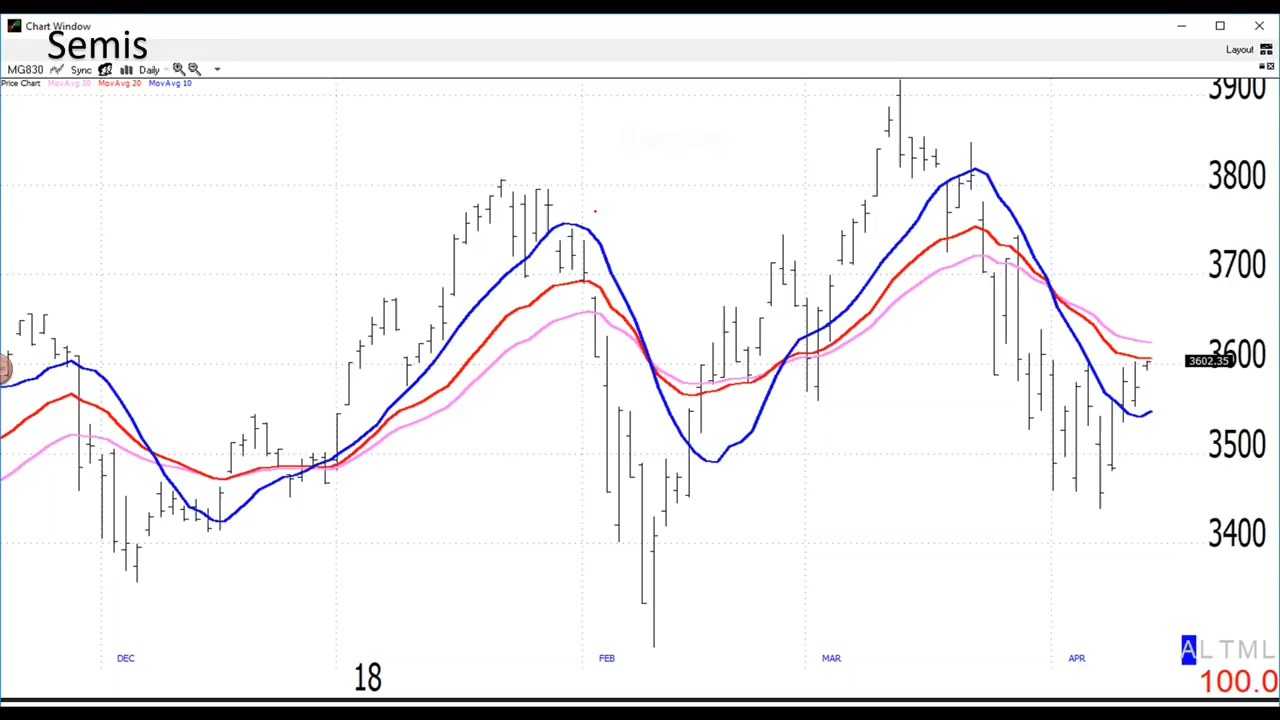 Chart Window
Semis
Layout
MG830 Sync Daily
Price Chart MovAvg 30 MovAvg 20 MovAvg 10
3900
3800
3700
3600
3602.35
3500
3400
DEC FEB MAR APR
18
ALTML
100.0